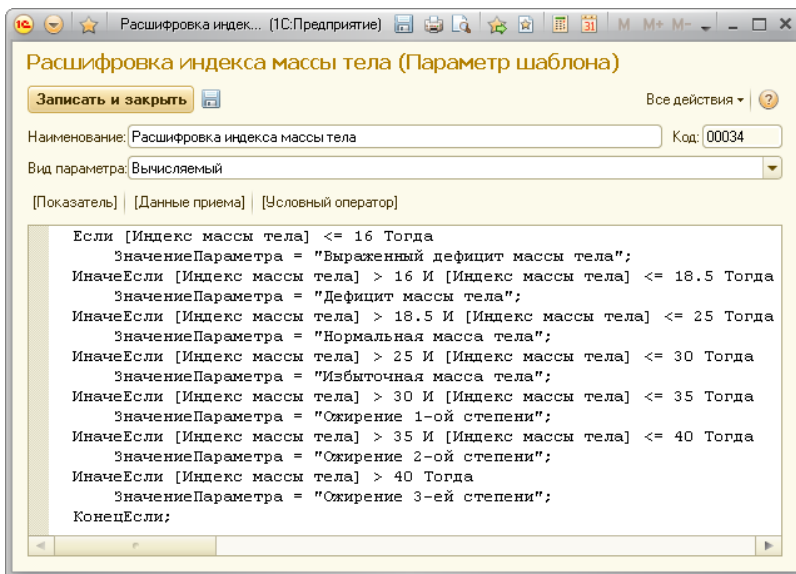 Расшифровка индек... (1С:Предприятие) M M+ M-
Расшифровка индекса массы тела (Параметр шаблона)
Записать и закрыть Все действия
Наименование: Расшифровка индекса массы тела Код: 00034
Вид параметра: Вычисляемый
[Показатель] [Данные приема] [Условный оператор]
Если [Индекс массы тела] <= 16 Тогда
ЗначениеПараметра = "Выраженный дефицит массы тела";
ИначеЕсли [Индекс массы тела] > 16 И [Индекс массы тела] <= 18.5 Тогда
ЗначениеПараметра = "Дефицит массы тела";
ИначеЕсли [Индекс массы тела] > 18.5 И [Индекс массы тела] <= 25 Тогда
ЗначениеПараметра = "Нормальная масса тела";
ИначеЕсли [Индекс массы тела] > 25 И [Индекс массы тела] <= 30 Тогда
ЗначениеПараметра = "Избыточная масса тела";
ИначеЕсли [Индекс массы тела] > 30 И [Индекс массы тела] <= 35 Тогда
ЗначениеПараметра = "Ожирение 1-ой степени";
ИначеЕсли [Индекс массы тела] > 35 И [Индекс массы тела] <= 40 Тогда
ЗначениеПараметра = "Ожирение 2-ой степени";
ИначеЕсли [Индекс массы тела] > 40 Тогда
ЗначениеПараметра = "Ожирение 3-ей степени";
КонецЕсли;